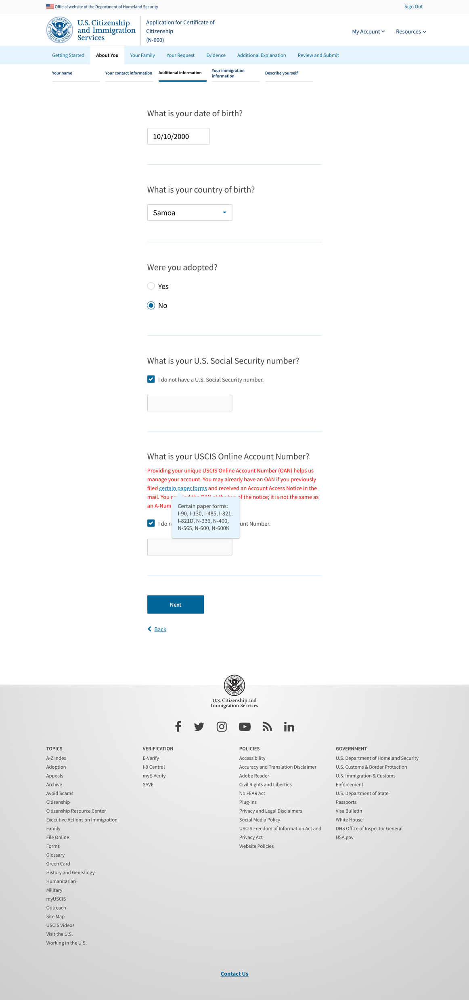 Official website of the Department of Homeland Security
Sign Out
U.S. Citizenship
and Immigration
Services
Application for Certificate of
Citizenship
(N-600)
My Account
Resources
Getting Started
About You
Your Family
Your Request
Evidence
Additional Explanation
Review and Submit
Your name
Your contact information
Additional information
Your immigration
information
Describe yourself
What is your date of birth?
10/10/2000
What is your country of birth?
Samoa
Were you adopted?
Yes
No
What is your U.S. Social Security number?
I do not have a U.S. Social Security number.
What is your USCIS Online Account Number?
Providing your unique USCIS Online Account Number (OAN) helps us
manage your account. You may already have an OAN if you previously
filed certain paper forms and received an Account Access Notice in the
mail. You can find the OAN at the top of the notice; it is not the same as
an A-Num
Certain paper forms:
I-90, I-130, I-485, I-821,
I-821D, N-336, N-400,
N-565, N-600, N-600K
I do n
unt Number.
Next
Back
U.S. Citizenship and
Immigration Services
TOPICS
A-Z Index
Adoption
Appeals
Archive
Avoid Scams
Citizenship
Citizenship Resource Center
Executive Actions on Immigration
Family
File Online
Forms
Glossary
Green Card
History and Genealogy
Humanitarian
Military
myUSCIS
Outreach
Site Map
USCIS Videos
Visit the U.S.
Working in the U.S.
VERIFICATION
E-Verify
I-9 Central
myE-Verify
SAVE
POLICIES
Accessibility
Accuracy and Translation Disclaimer
Adobe Reader
Civil Rights and Liberties
No FEAR Act
Plug-ins
Privacy and Legal Disclaimers
Social Media Policy
USCIS Freedom of Information Act and
Privacy Act
Website Policies
GOVERNMENT
U.S. Department of Homeland Security
U.S. Customs & Border Protection
U.S. Immigration & Customs
Enforcement
U.S. Department of State
Passports
Visa Bulletin
White House
DHS Office of Inspector General
USA.gov
Contact Us